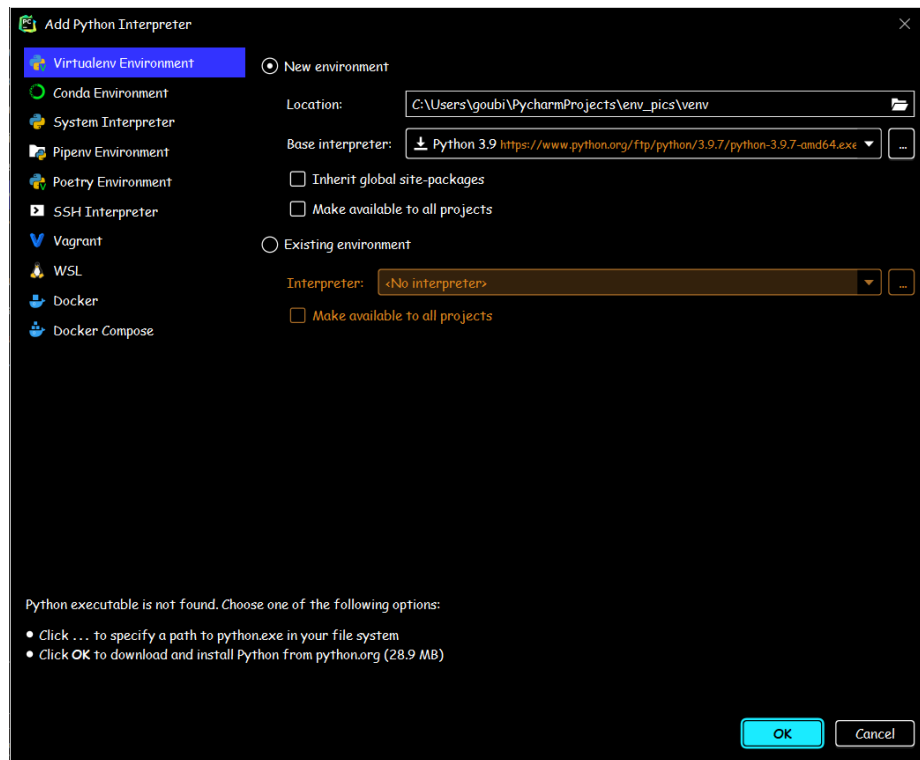 Add Python Interpreter
Virtualenv Environment
Conda Environment
System Interpreter
Pipenv Environment
Poetry Environment
SSH Interpreter
Vagrant
WSL
Docker
Docker Compose
New environment
Location: C:\Users\goubi\PycharmProjects\env_pics\venv
Base interpreter: Python 3.9 https://www.python.org/ftp/python/3.9.7/python-3.9.7-amd64.exe ...
Inherit global site-packages
Make available to all projects
Existing environment
Interpreter: <No interpreter> ...
Make available to all projects
Python executable is not found. Choose one of the following options:
• Click ... to specify a path to python.exe in your file system
• Click OK to download and install Python from python.org (28.9 MB)
OK Cancel